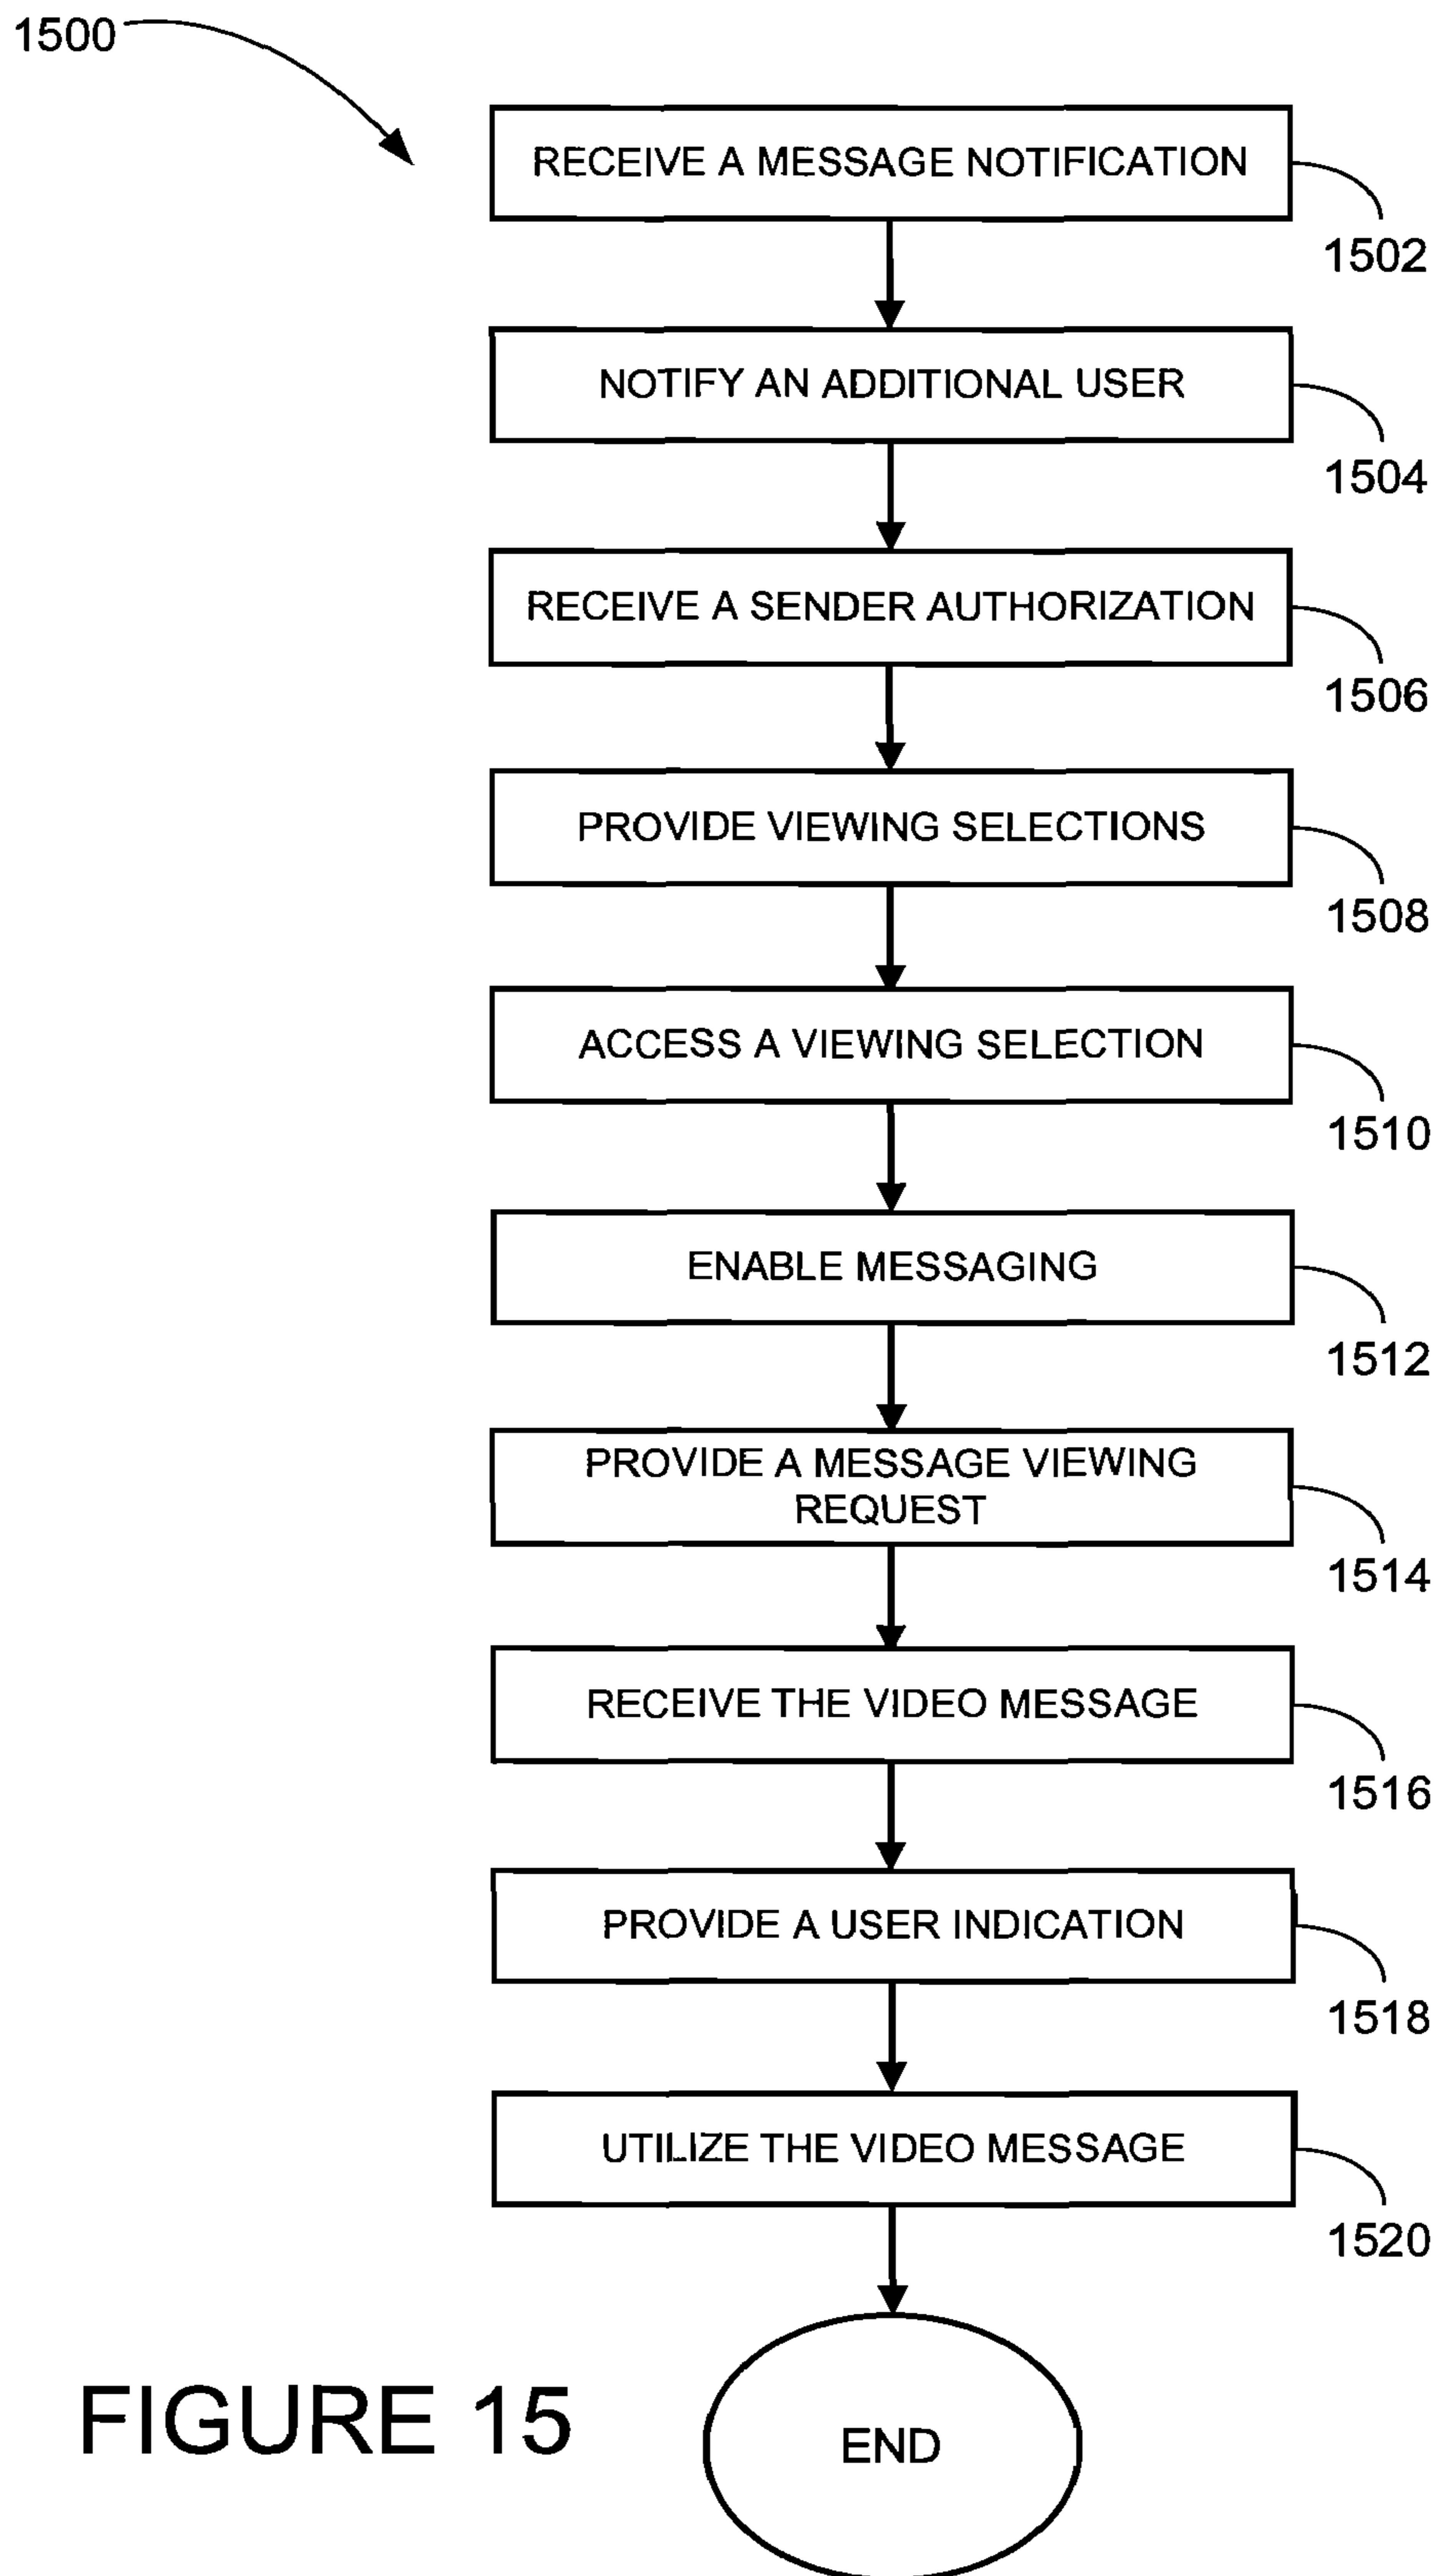 1500
RECEIVE A MESSAGE NOTIFICATION
1502
NOTIFY AN ADDITIONAL USER
1504
RECEIVE A SENDER AUTHORIZATION
1506
PROVIDE VIEWING SELECTIONS
1508
ACCESS A VIEWING SELECTION
1510
ENABLE MESSAGING
1512
PROVIDE A MESSAGE VIEWING
REQUEST
1514
RECEIVE THE VIDEO MESSAGE
1516
PROVIDE A USER INDICATION
1518
UTILIZE THE VIDEO MESSAGE
1520
FIGURE 15
END